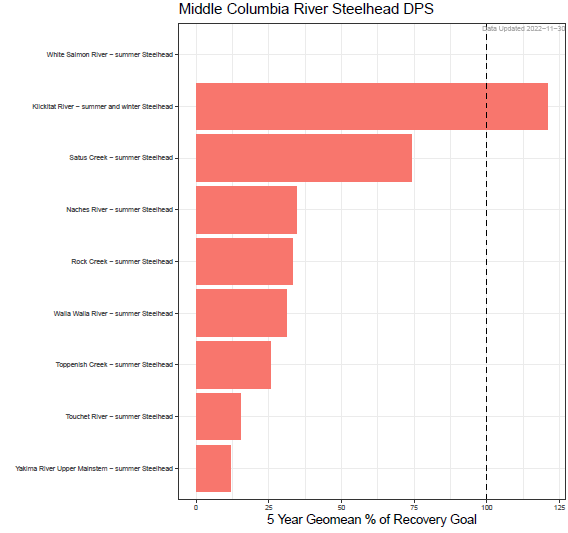 Middle Columbia River Steelhead DPS
Data Updated 2022−11−30
White Salmon River − summer Steelhead
Klickitat River − summer and winter Steelhead
Satus Creek − summer Steelhead
Naches River − summer Steelhead
Rock Creek − summer Steelhead
Walla Walla River − summer Steelhead
Toppenish Creek − summer Steelhead
Touchet River − summer Steelhead
Yakima River Upper Mainstem − summer Steelhead
0 25 50 75 100 125
5 Year Geomean % of Recovery Goal